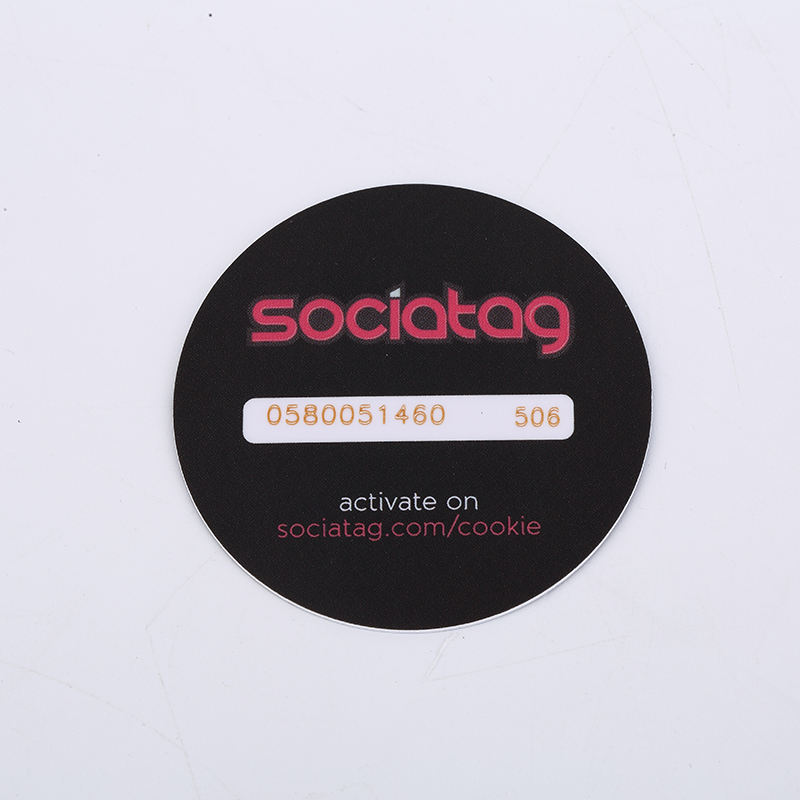 sociatag
0580051460 506
activate on
sociatag.com/cookie